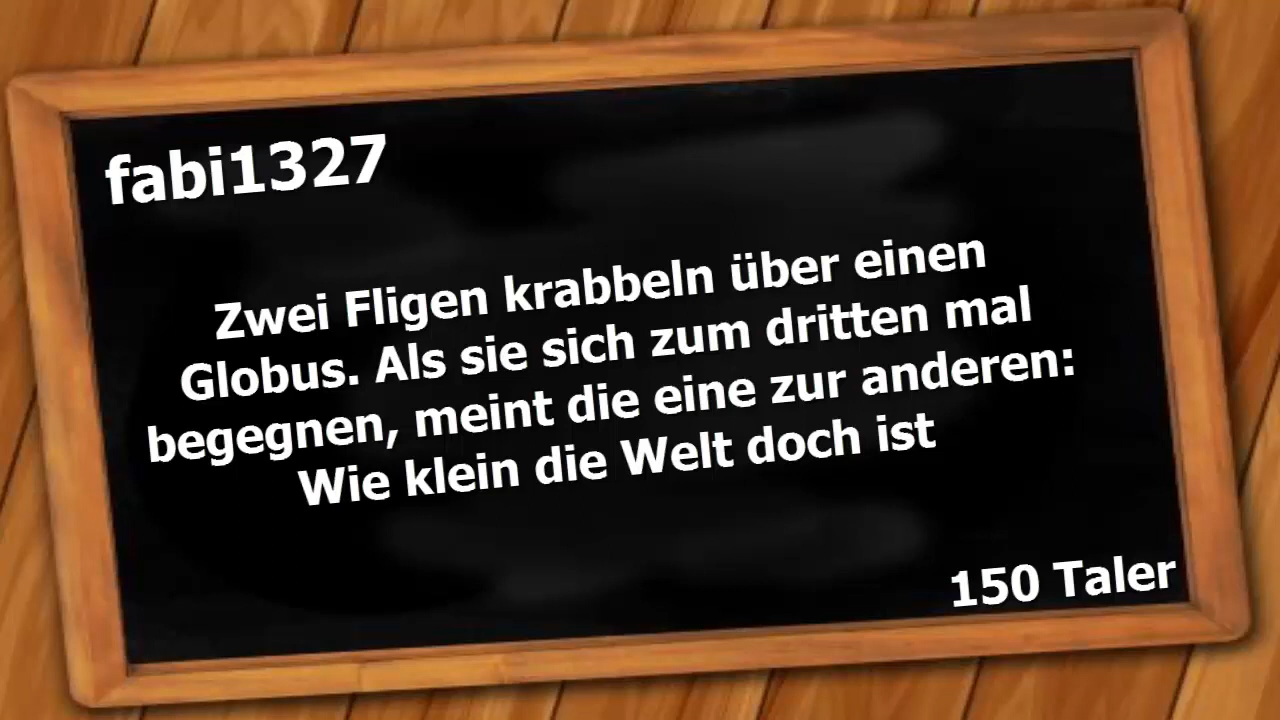 fabi1327
Zwei Fligen krabbeln über einen
Globus. Als sie sich zum dritten mal
begegnen, meint die eine zur anderen:
Wie klein die Welt doch ist
150 Taler